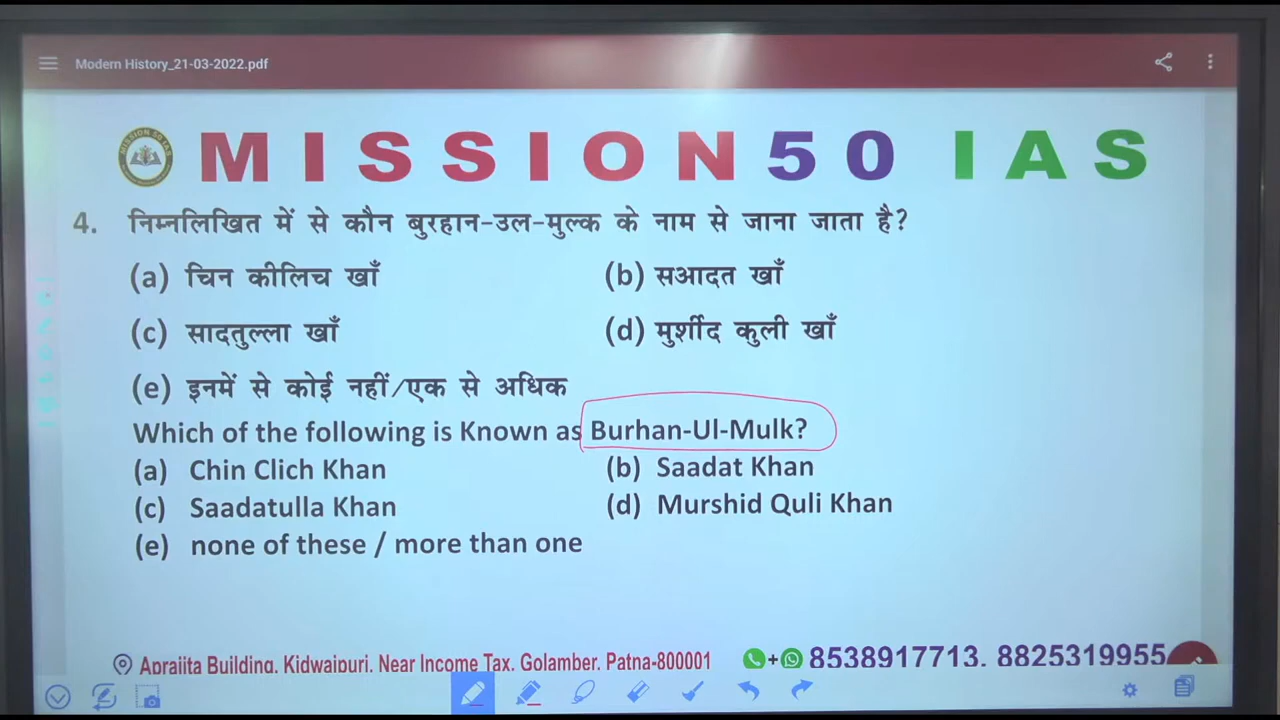 Modern History_21-03-2022.pdf
MISSION 50 IAS
4. निम्नलिखित में से कौन बुरहान-उल-मुल्क के नाम से जाना जाता है?
(a) चिन कीलिच खाँ (b) सआदत खाँ
(c) सादतुल्ला खाँ (d) मुर्शीद कुली खाँ
(e) इनमें से कोई नहीं/एक से अधिक
Which of the following is Known as Burhan-Ul-Mulk?
(a) Chin Clich Khan (b) Saadat Khan
(c) Saadatulla Khan (d) Murshid Quli Khan
(e) none of these / more than one
Aprajita Building, Kidwaipuri, Near Income Tax, Golamber, Patna-800001 + 8538917713, 8825319955